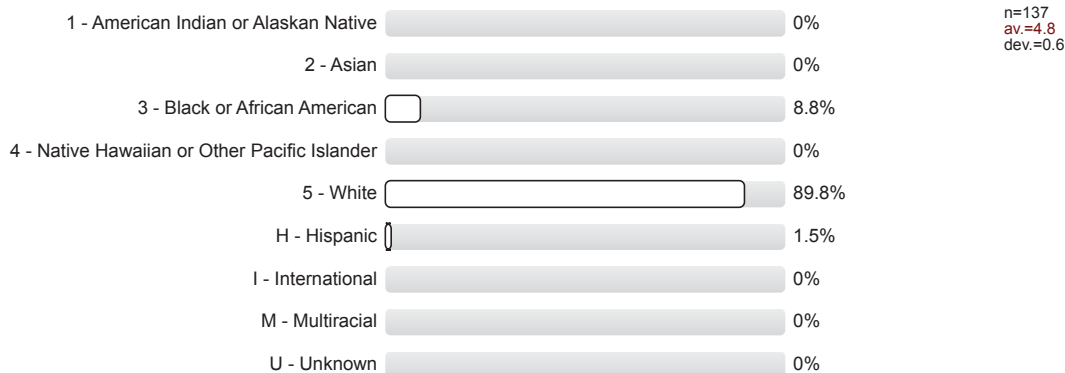 1 - American Indian or Alaskan Native 0%
n=137
av.=4.8
dev.=0.6
2 - Asian 0%
3 - Black or African American 8.8%
4 - Native Hawaiian or Other Pacific Islander 0%
5 - White 89.8%
H - Hispanic 1.5%
I - International 0%
M - Multiracial 0%
U - Unknown 0%